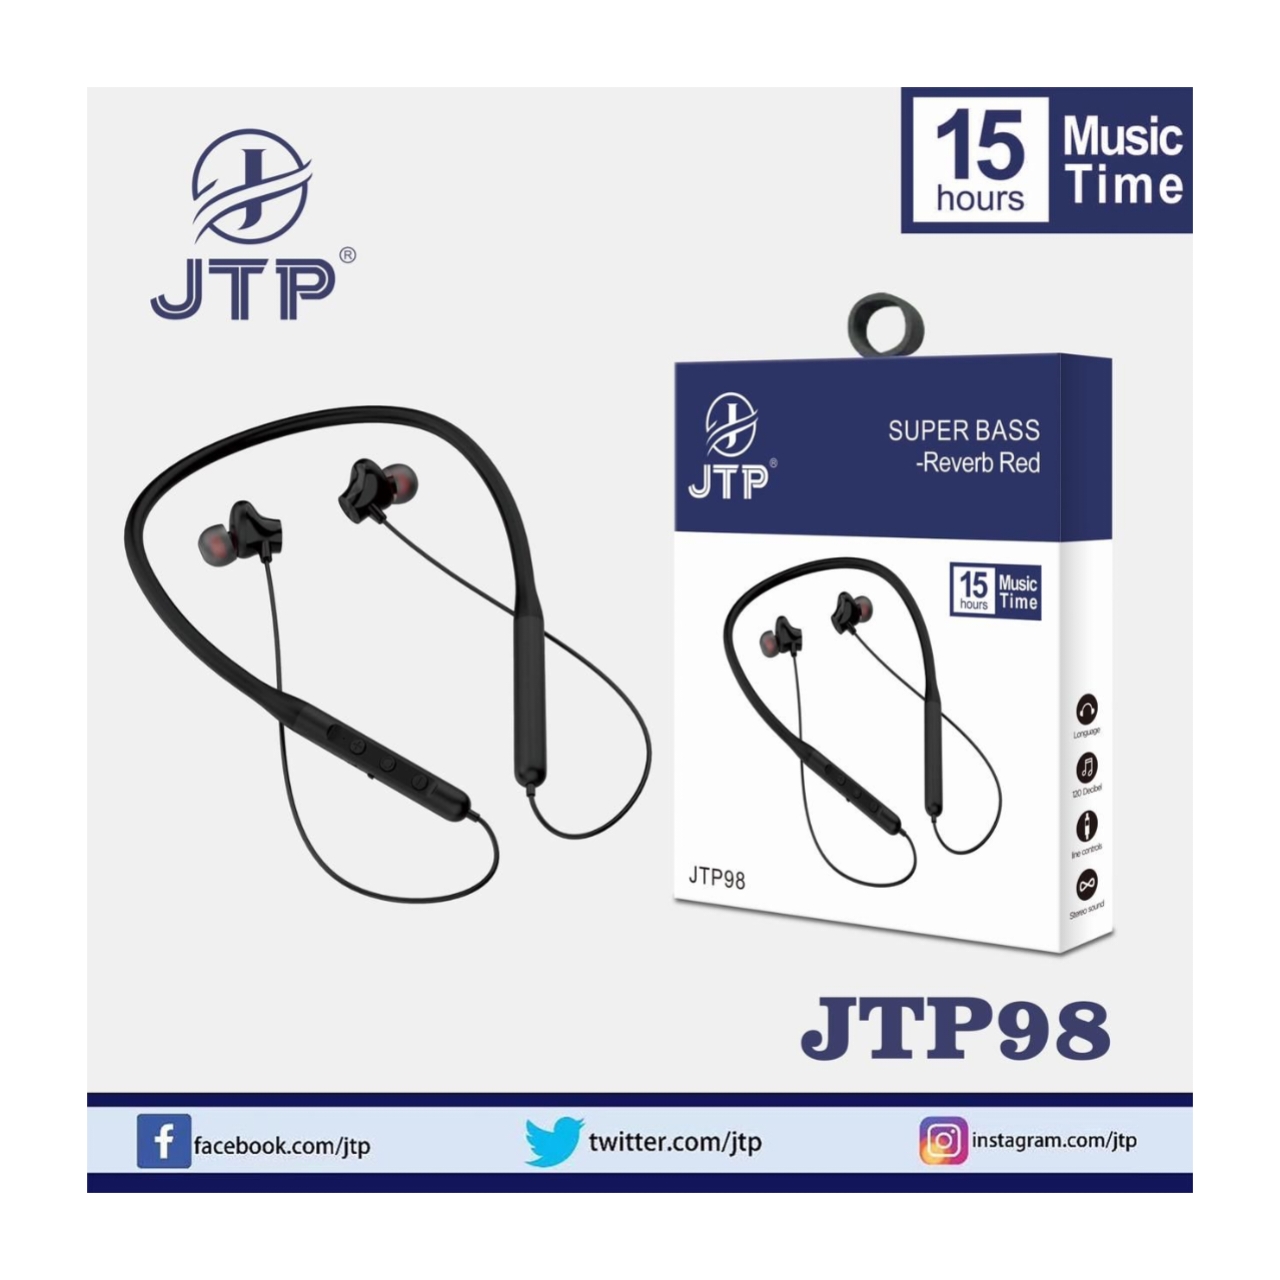 15
hours
Music
Time
J
JTP®
J
JTP®
SUPER BASS
-Reverb Red
15
hours
Music
Time
Language
120 Decibel
line controls
Stereo sound
JTP98
JTP98
facebook.com/jtp
twitter.com/jtp
instagram.com/jtp